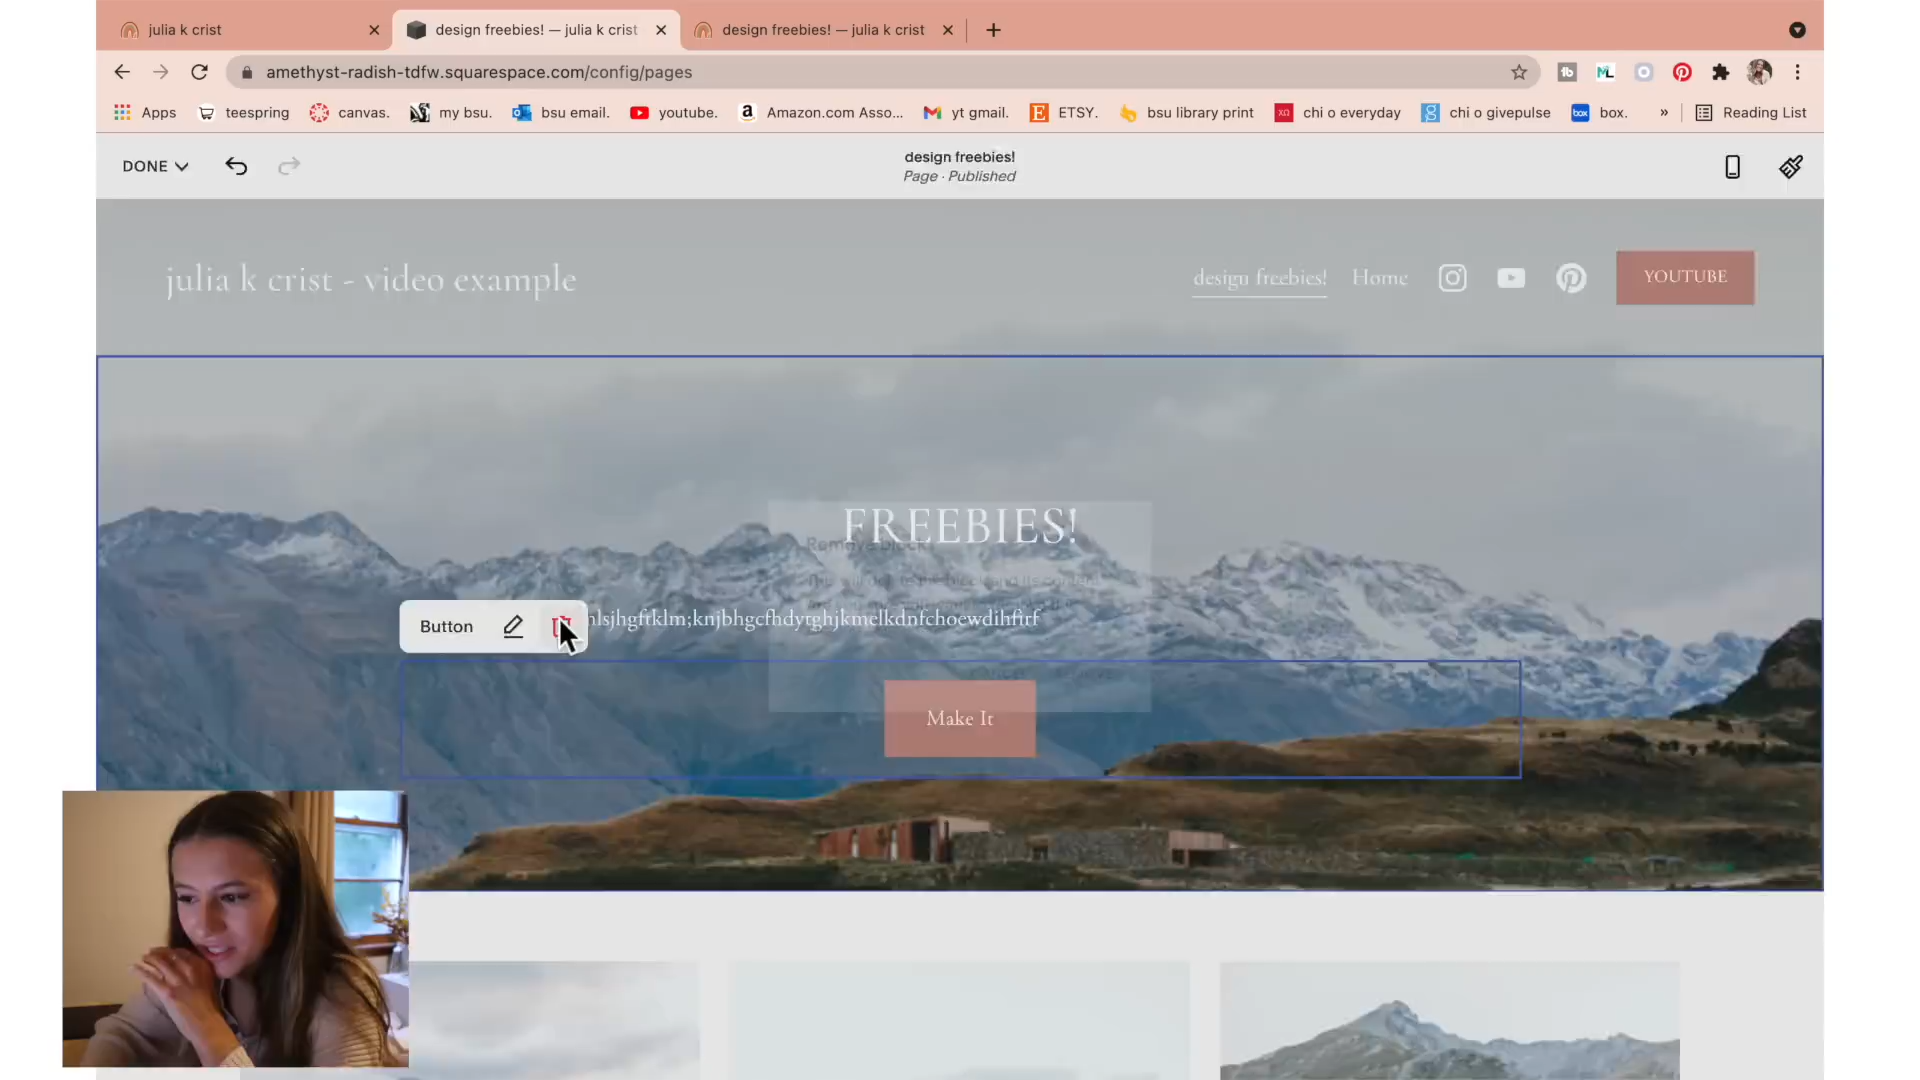 julia k crist
design freebies! — julia k crist
design freebies! — julia k crist
amethyst-radish-tdfw.squarespace.com/config/pages
Apps
teespring
canvas.
my bsu.
bsu email.
youtube.
Amazon.com Asso...
yt gmail.
ETSY.
bsu library print
chi o everyday
chi o givepulse
box.
»
Reading List
DONE
design freebies!
Page · Published
julia k crist - video example
design freebies!
Home
YOUTUBE
FREEBIES!
Remove block
Button
Make It